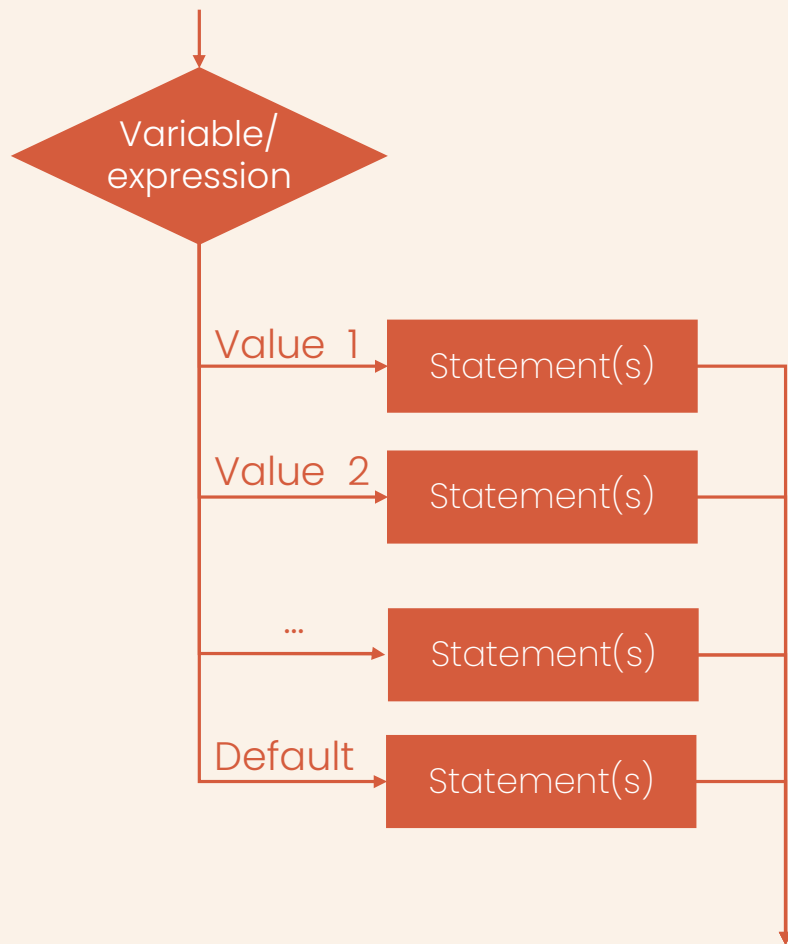 Variable/
expression
Value 1
Statement(s)
Value 2
Statement(s)
...
Statement(s)
Default
Statement(s)